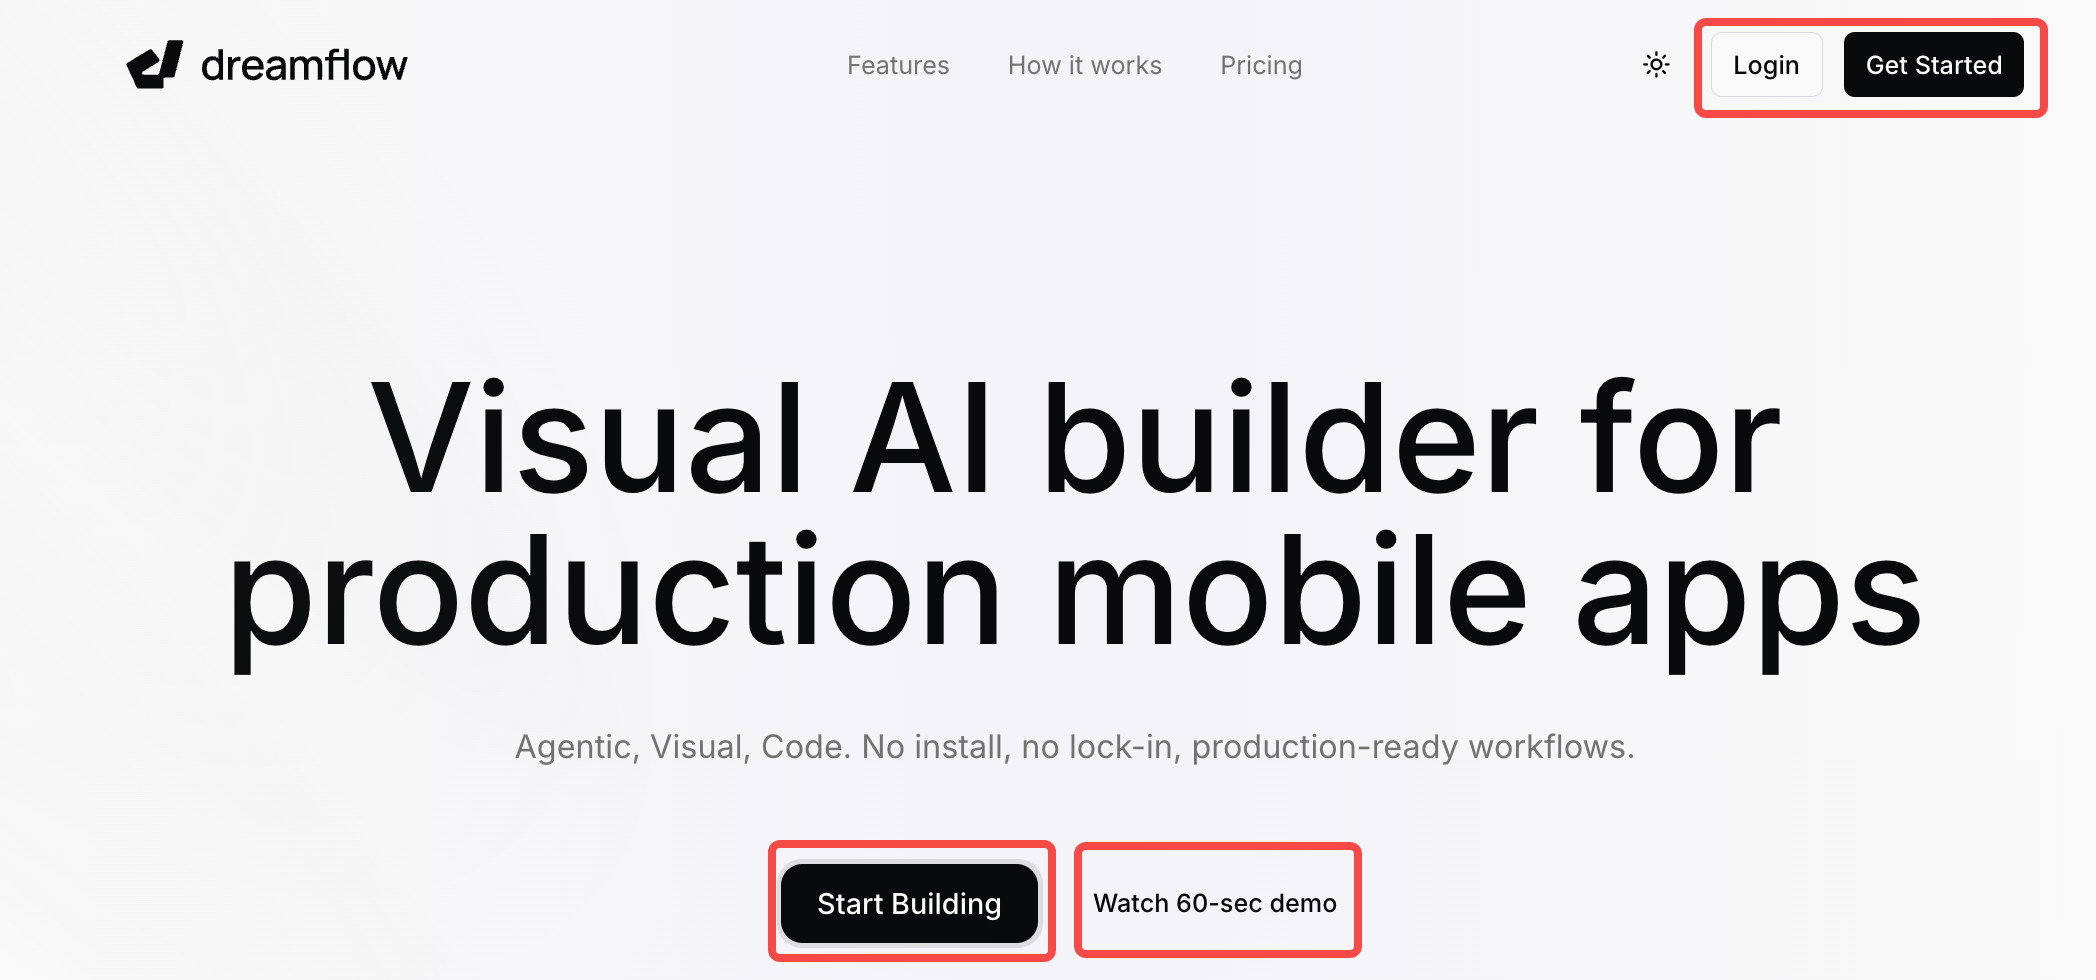 dreamflow
Features
How it works
Pricing
Login
Get Started
Visual AI builder for
production mobile apps
Agentic, Visual, Code. No install, no lock-in, production-ready workflows.
Start Building
Watch 60-sec demo